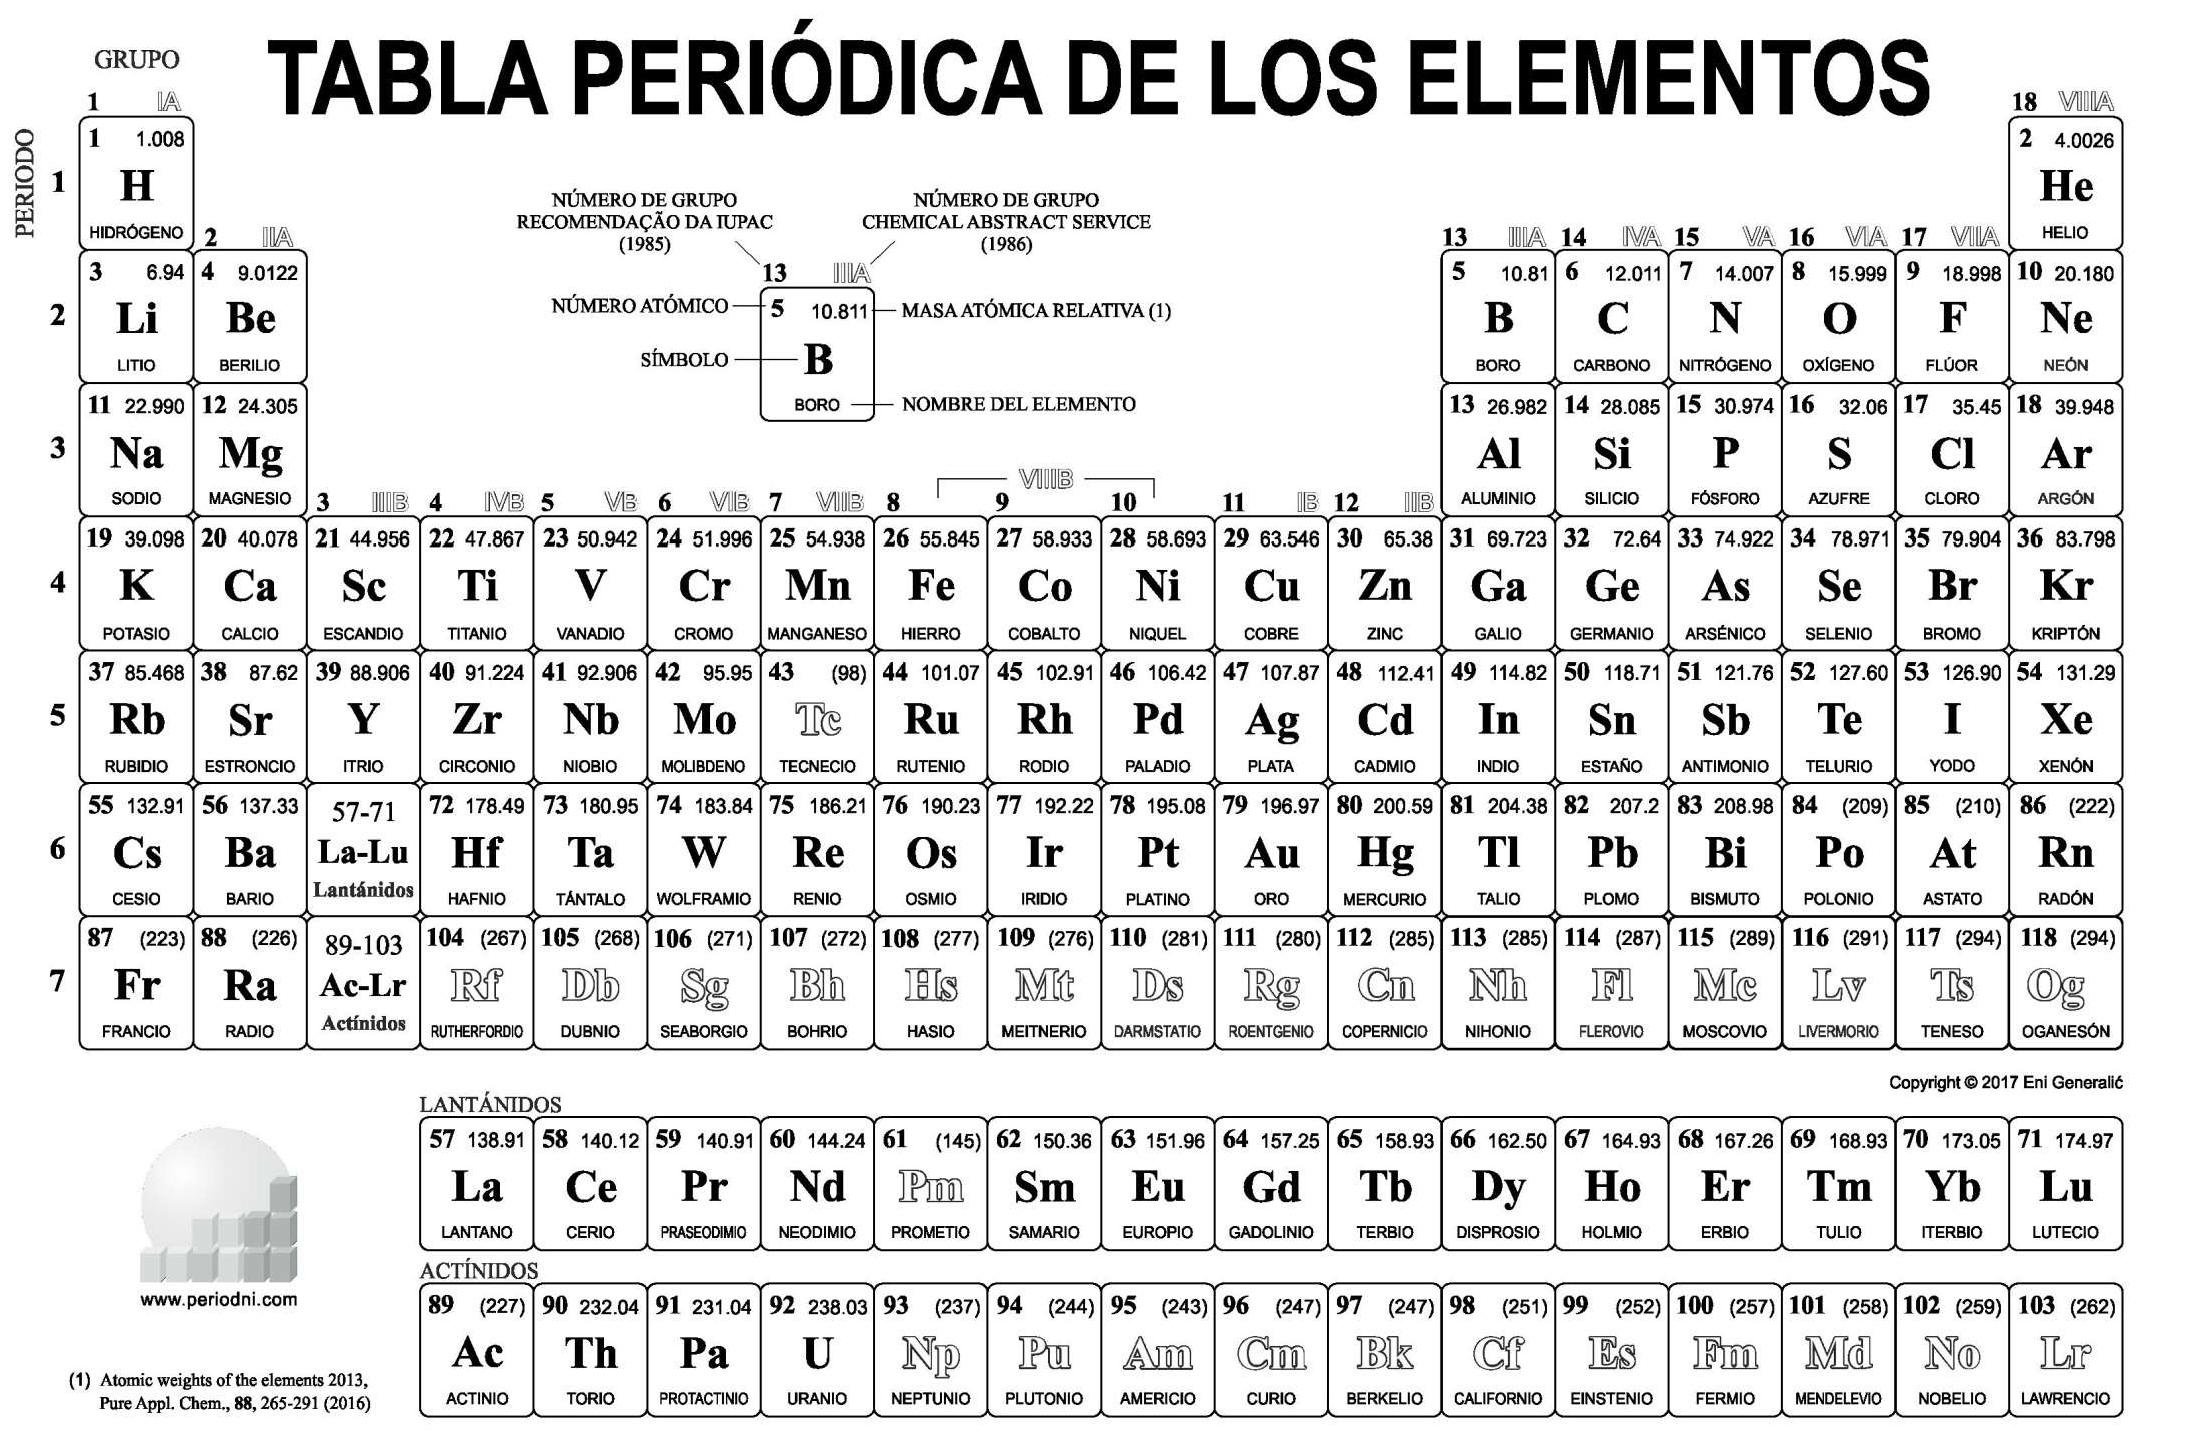 TABLA PERIÓDICA DE LOS ELEMENTOS
GRUPO
PERIODO
1 IA
18 VIIIA
1 1.008
H
HIDRÓGENO
2 4.0026
He
HELIO
1
NÚMERO DE GRUPO
RECOMENDAÇÃO DA IUPAC
(1985)
NÚMERO DE GRUPO
CHEMICAL ABSTRACT SERVICE
(1986)
13 IIIA
NÚMERO ATÓMICO
5 10.811
MASA ATÓMICA RELATIVA (1)
SÍMBOLO
B
BORO
NOMBRE DEL ELEMENTO
2 IIA
13 IIIA 14 IVA 15 VA 16 VIA 17 VIIA
3 6.94 4 9.0122 5 10.81 6 12.011 7 14.007 8 15.999 9 18.998 10 20.180
2 Li Be B C N O F Ne
LITIO BERILIO BORO CARBONO NITRÓGENO OXÍGENO FLÚOR NEÓN
11 22.990 12 24.305 13 26.982 14 28.085 15 30.974 16 32.06 17 35.45 18 39.948
3 Na Mg Al Si P S Cl Ar
SODIO MAGNESIO ALUMINIO SILICIO FÓSFORO AZUFRE CLORO ARGÓN
VIIIB
3 IIIB 4 IVB 5 VB 6 VIB 7 VIIB 8 9 10 11 IB 12 IIB
19 39.098 20 40.078 21 44.956 22 47.867 23 50.942 24 51.996 25 54.938 26 55.845 27 58.933 28 58.693 29 63.546 30 65.38 31 69.723 32 72.64 33 74.922 34 78.971 35 79.904 36 83.798
4 K Ca Sc Ti V Cr Mn Fe Co Ni Cu Zn Ga Ge As Se Br Kr
POTASIO CALCIO ESCANDIO TITANIO VANADIO CROMO MANGANESO HIERRO COBALTO NIQUEL COBRE ZINC GALIO GERMANIO ARSÉNICO SELENIO BROMO KRIPTÓN
37 85.468 38 87.62 39 88.906 40 91.224 41 92.906 42 95.95 43 (98) 44 101.07 45 102.91 46 106.42 47 107.87 48 112.41 49 114.82 50 118.71 51 121.76 52 127.60 53 126.90 54 131.29
5 Rb Sr Y Zr Nb Mo Tc Ru Rh Pd Ag Cd In Sn Sb Te I Xe
RUBIDIO ESTRONCIO ITRIO CIRCONIO NIOBIO MOLIBDENO TECNECIO RUTENIO RODIO PALADIO PLATA CADMIO INDIO ESTAÑO ANTIMONIO TELURIO YODO XENÓN
55 132.91 56 137.33 57-71 72 178.49 73 180.95 74 183.84 75 186.21 76 190.23 77 192.22 78 195.08 79 196.97 80 200.59 81 204.38 82 207.2 83 208.98 84 (209) 85 (210) 86 (222)
6 Cs Ba La-Lu Hf Ta W Re Os Ir Pt Au Hg Tl Pb Bi Po At Rn
CESIO BARIO Lantánidos HAFNIO TÁNTALO WOLFRAMIO RENIO OSMIO IRIDIO PLATINO ORO MERCURIO TALIO PLOMO BISMUTO POLONIO ASTATO RADÓN
87 (223) 88 (226) 89-103 104 (267) 105 (268) 106 (271) 107 (272) 108 (277) 109 (276) 110 (281) 111 (280) 112 (285) 113 (285) 114 (287) 115 (289) 116 (291) 117 (294) 118 (294)
7 Fr Ra Ac-Lr Rf Db Sg Bh Hs Mt Ds Rg Cn Nh Fl Mc Lv Ts Og
FRANCIO RADIO Actínidos RUTHERFORDIO DUBNIO SEABORGIO BOHRIO HASIO MEITNERIO DARMSTATIO ROENTGENIO COPERNICIO NIHONIO FLEROVIO MOSCOVIO LIVERMORIO TENESO OGANESÓN
Copyright © 2017 Eni Generalić
LANTÁNIDOS
57 138.91 58 140.12 59 140.91 60 144.24 61 (145) 62 150.36 63 151.96 64 157.25 65 158.93 66 162.50 67 164.93 68 167.26 69 168.93 70 173.05 71 174.97
La Ce Pr Nd Pm Sm Eu Gd Tb Dy Ho Er Tm Yb Lu
LANTANO CERIO PRASEODIMIO NEODIMIO PROMETIO SAMARIO EUROPIO GADOLINIO TERBIO DISPROSIO HOLMIO ERBIO TULIO ITERBIO LUTECIO
ACTÍNIDOS
89 (227) 90 232.04 91 231.04 92 238.03 93 (237) 94 (244) 95 (243) 96 (247) 97 (247) 98 (251) 99 (252) 100 (257) 101 (258) 102 (259) 103 (262)
Ac Th Pa U Np Pu Am Cm Bk Cf Es Fm Md No Lr
ACTINIO TORIO PROTACTINIO URANIO NEPTUNIO PLUTONIO AMERICIO CURIO BERKELIO CALIFORNIO EINSTENIO FERMIO MENDELEVIO NOBELIO LAWRENCIO
www.periodni.com
(1) Atomic weights of the elements 2013,
Pure Appl. Chem., 88, 265-291 (2016)